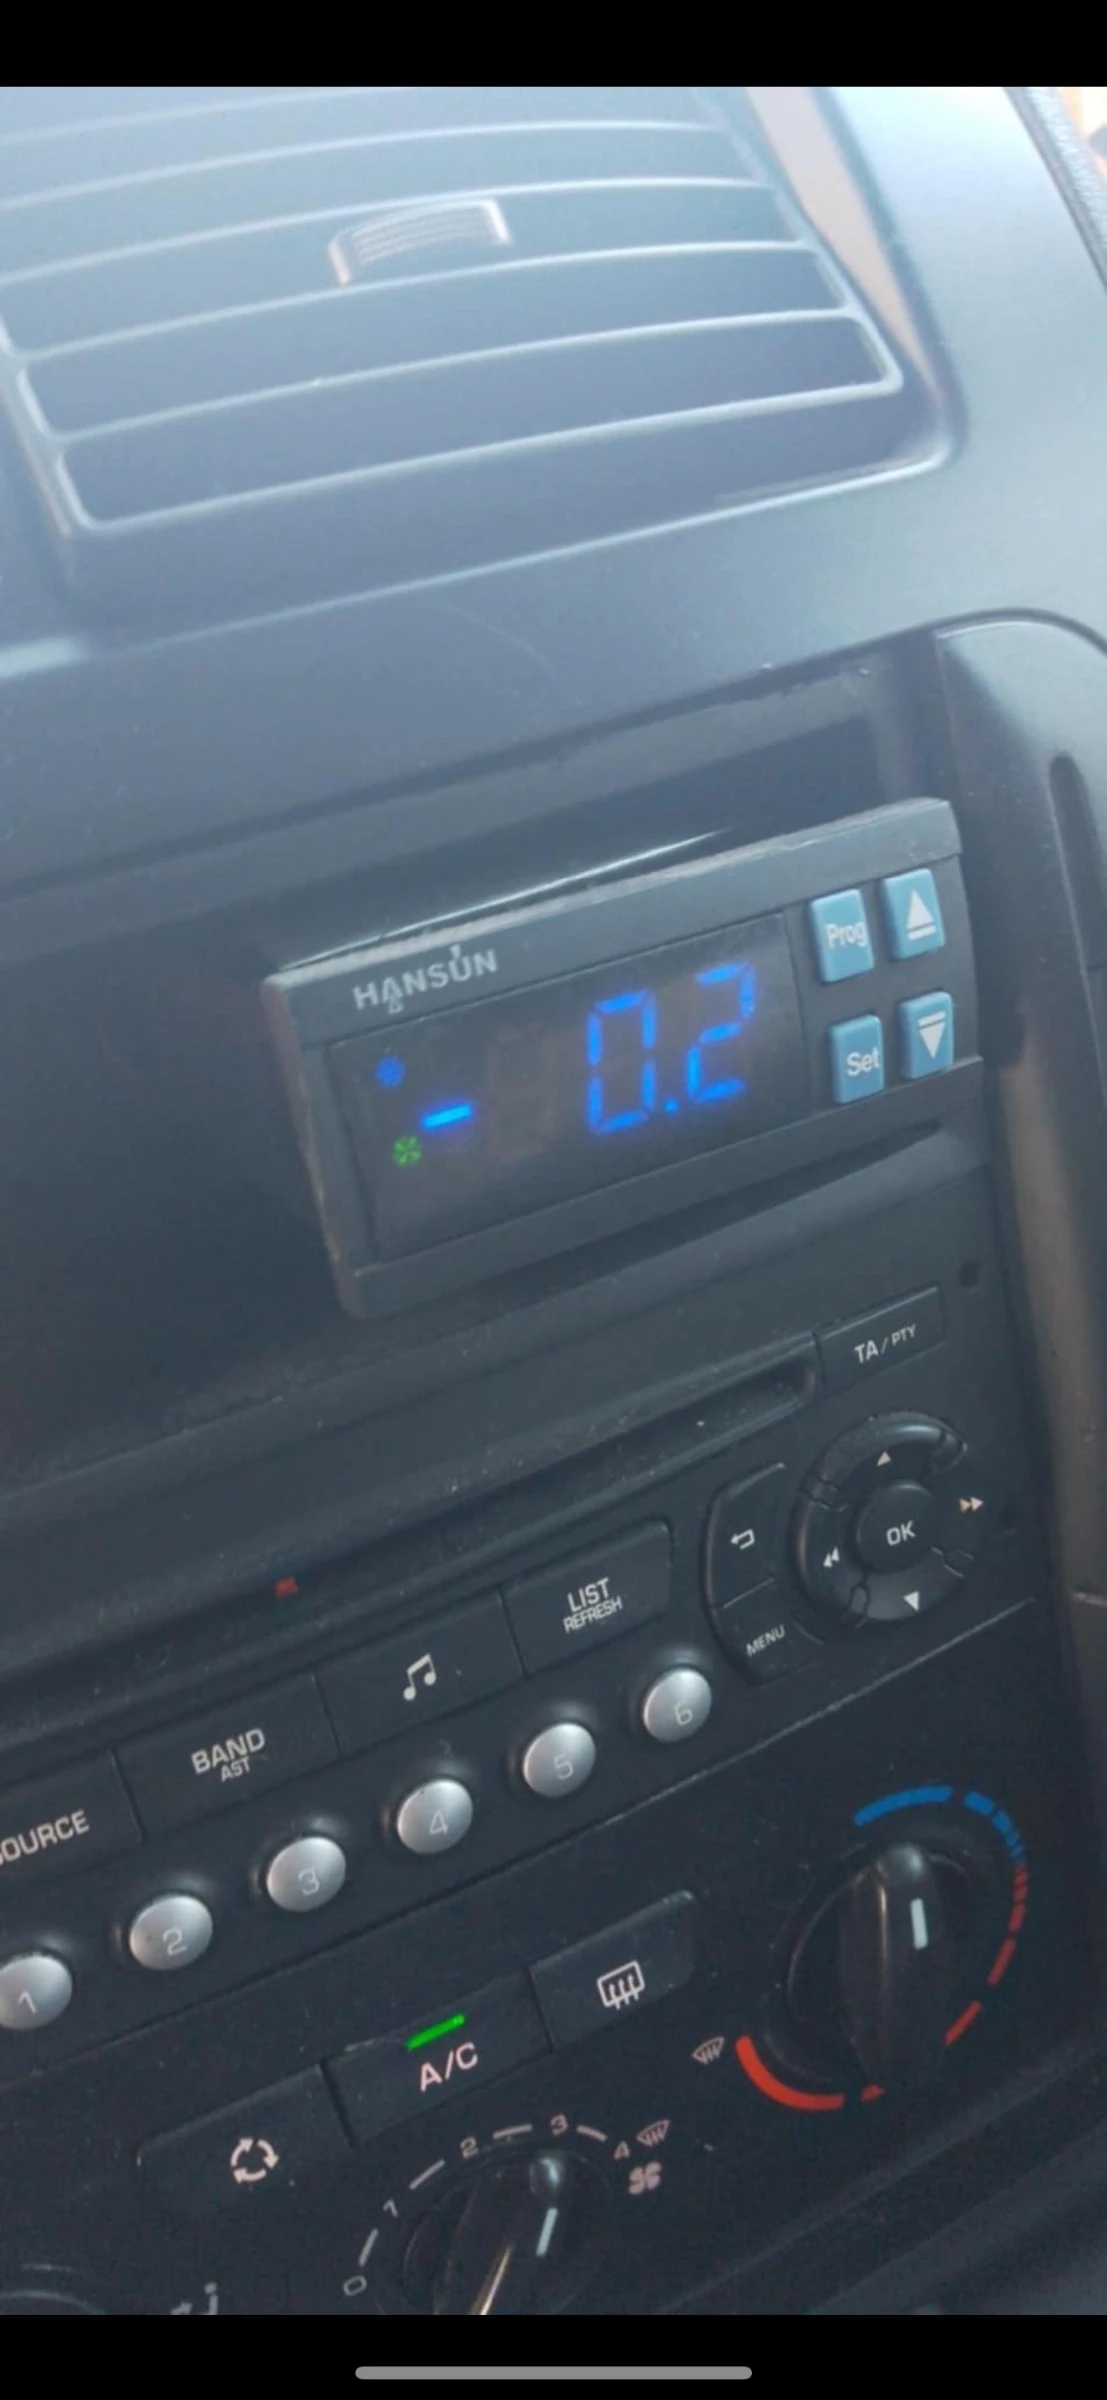 HANSUN
- 0.2
Prog
Set
TA/PTY
OK
MENU
LIST
REFRESH
BAND
AST
SOURCE
1
2
3
4
5
6
A/C
0
1
2
3
4